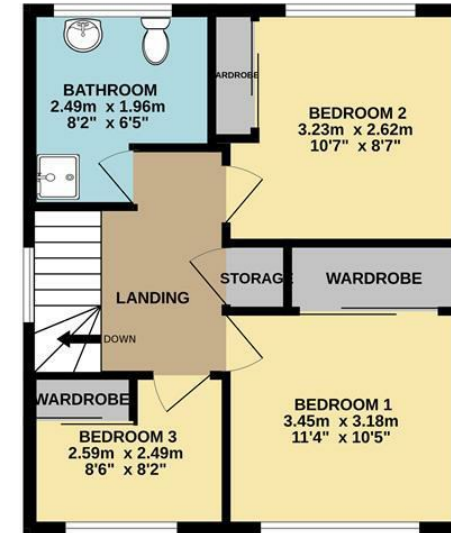 BATHROOM
2.49m x 1.96m
8'2" x 6'5"
ARDROBE
BEDROOM 2
3.23m x 2.62m
10'7" x 8'7"
STORAGE
WARDROBE
LANDING
DOWN
WARDROBE
BEDROOM 3
2.59m x 2.49m
8'6" x 8'2"
BEDROOM 1
3.45m x 3.18m
11'4" x 10'5"